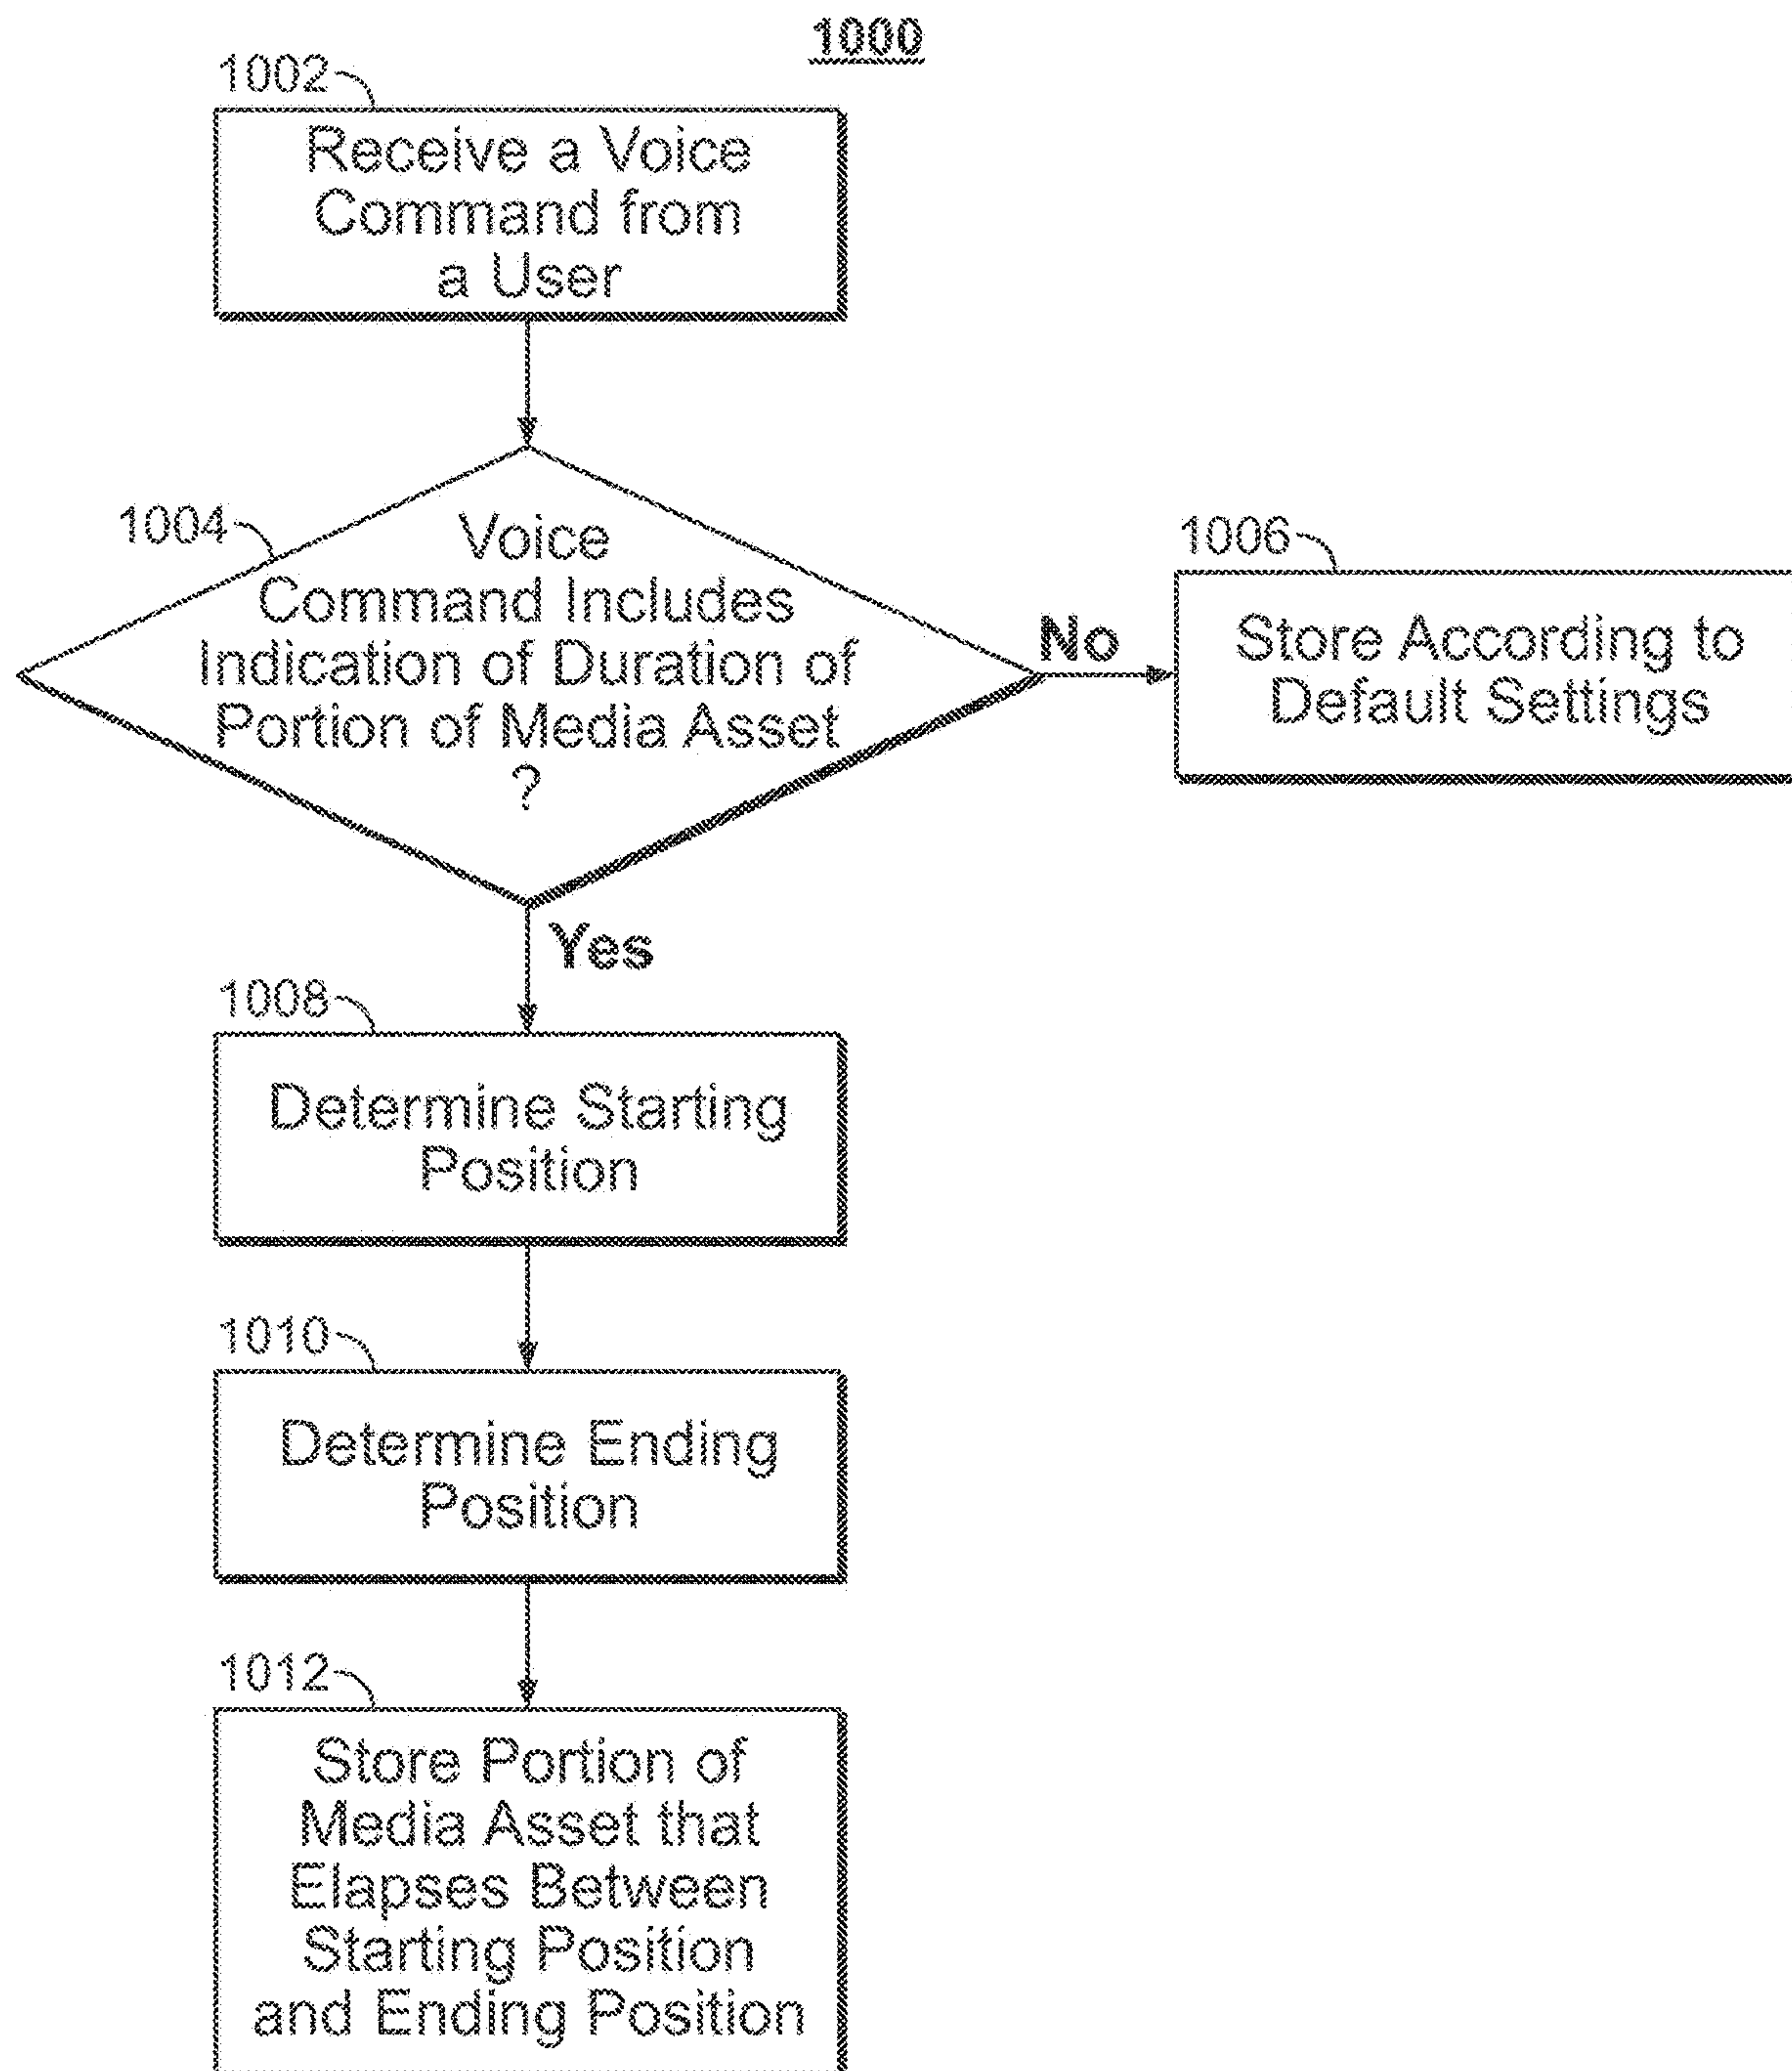 1000
1002
Receive a Voice
Command from
a User
1004
Voice
Command Includes
Indication of Duration of
Portion of Media Asset
?
No
1006
Store According to
Default Settings
Yes
1008
Determine Starting
Position
1010
Determine Ending
Position
1012
Store Portion of
Media Asset that
Elapses Between
Starting Position
and Ending Position